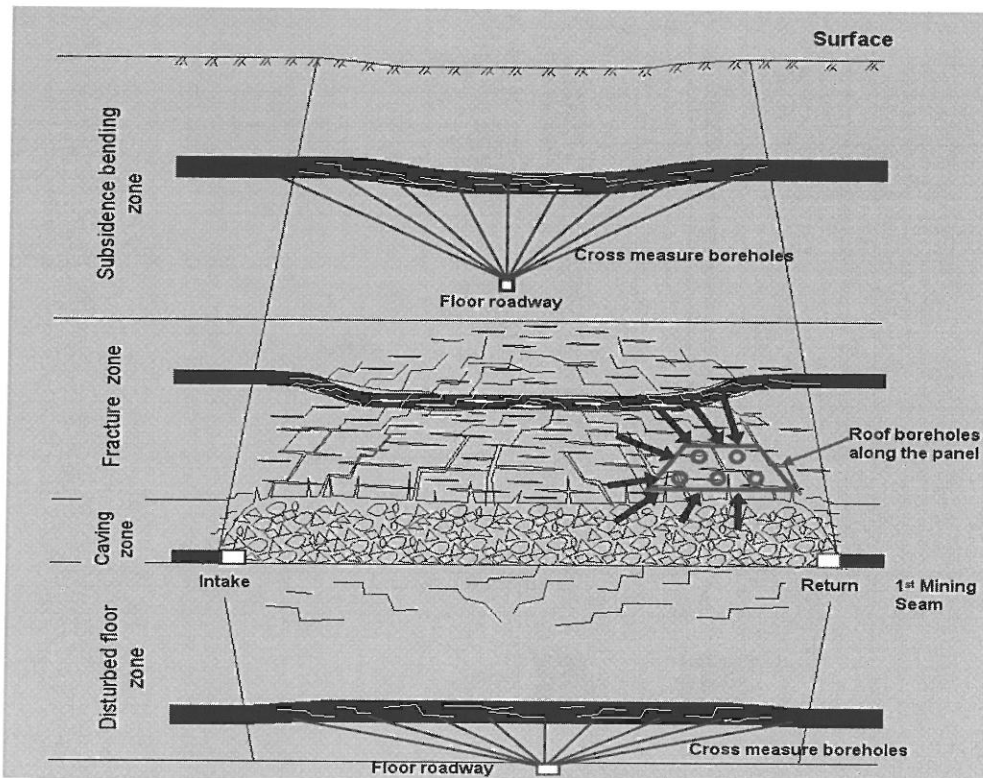 Surface
Subsidence bending
zone
Cross measure boreholes
Floor roadway
Fracture zone
Roof boreholes
along the panel
Caving
zone
Intake
Return
1st Mining
Seam
Disturbed floor
zone
Cross measure boreholes
Floor roadway